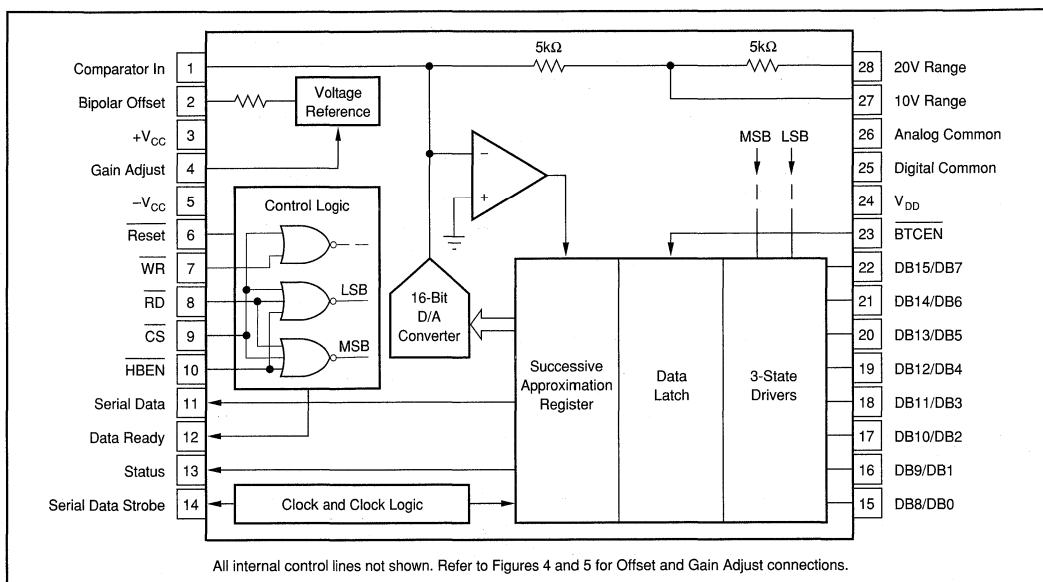 Comparator In 1
Bipolar Offset 2
+VCC 3
Gain Adjust 4
–VCC 5
Reset 6
WR 7
RD 8
CS 9
HBEN 10
Serial Data 11
Data Ready 12
Status 13
Serial Data Strobe 14
Voltage
Reference
Control Logic
LSB
MSB
5kΩ
5kΩ
–
+
16-Bit
D/A
Converter
MSB LSB
Successive
Approximation
Register
Data
Latch
3-State
Drivers
Clock and Clock Logic
28 20V Range
27 10V Range
26 Analog Common
25 Digital Common
24 VDD
23 BTCEN
22 DB15/DB7
21 DB14/DB6
20 DB13/DB5
19 DB12/DB4
18 DB11/DB3
17 DB10/DB2
16 DB9/DB1
15 DB8/DB0
All internal control lines not shown. Refer to Figures 4 and 5 for Offset and Gain Adjust connections.